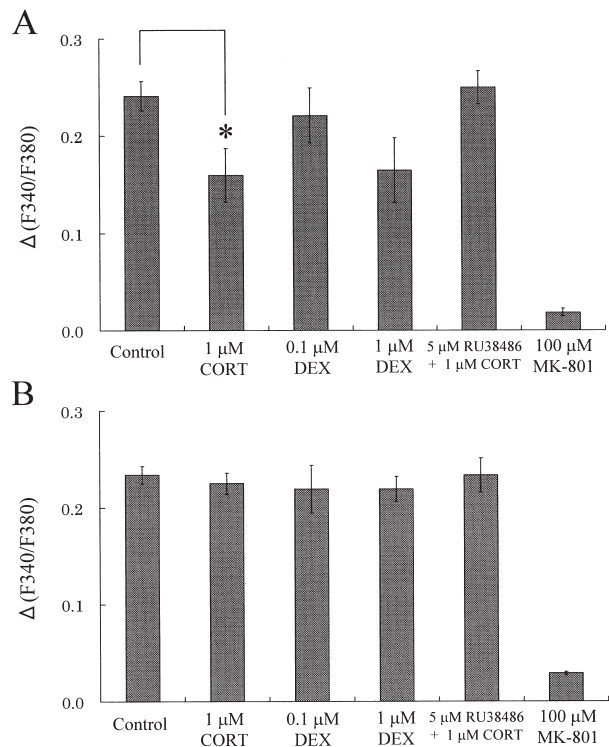 A
0.3
0.2
0.1
0.0
Δ (F340/F380)
*
Control
1 μM
CORT
0.1 μM
DEX
1 μM
DEX
5 μM RU38486
+ 1 μM CORT
100 μM
MK-801
B
0.3
0.2
0.1
0.0
Δ (F340/F380)
Control
1 μM
CORT
0.1 μM
DEX
1 μM
DEX
5 μM RU38486
+ 1 μM CORT
100 μM
MK-801